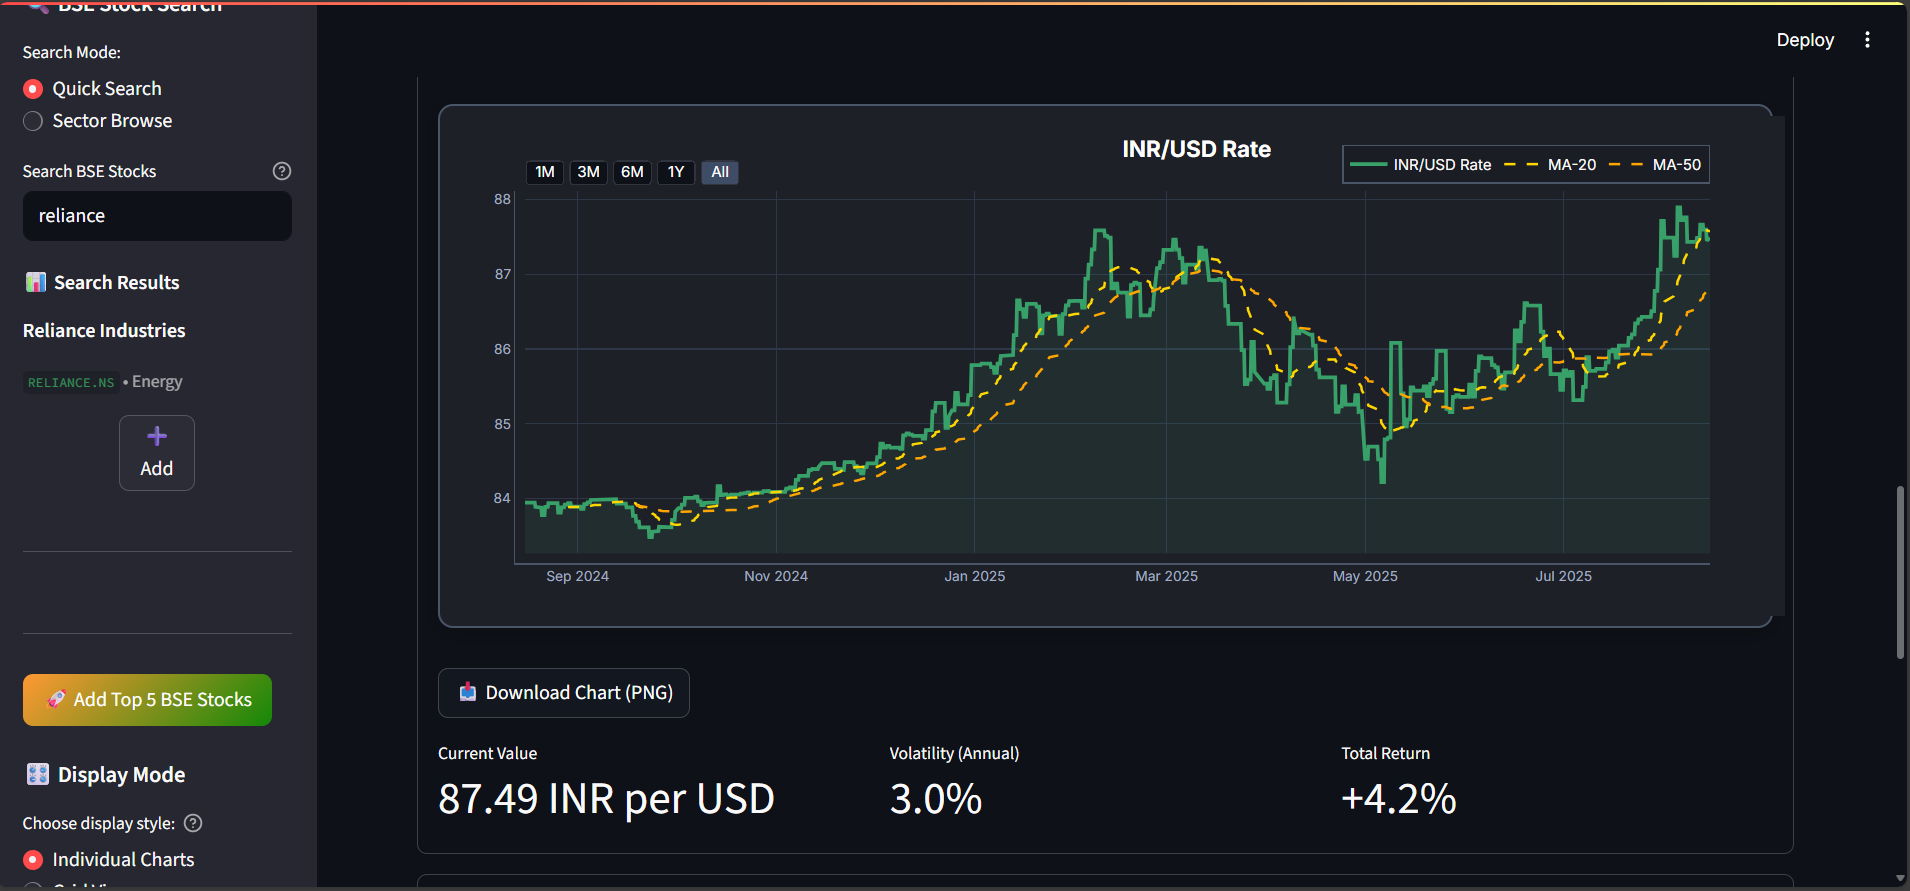 BSE Stock Search
Search Mode:
Quick Search
Sector Browse
Search BSE Stocks
reliance
Search Results
Reliance Industries
RELIANCE.NS • Energy
Add
Add Top 5 BSE Stocks
Display Mode
Choose display style:
Individual Charts
Deploy
INR/USD Rate
1M 3M 6M 1Y All
INR/USD Rate MA-20 MA-50
88
87
86
85
84
Sep 2024 Nov 2024 Jan 2025 Mar 2025 May 2025 Jul 2025
Download Chart (PNG)
Current Value
87.49 INR per USD
Volatility (Annual)
3.0%
Total Return
+4.2%